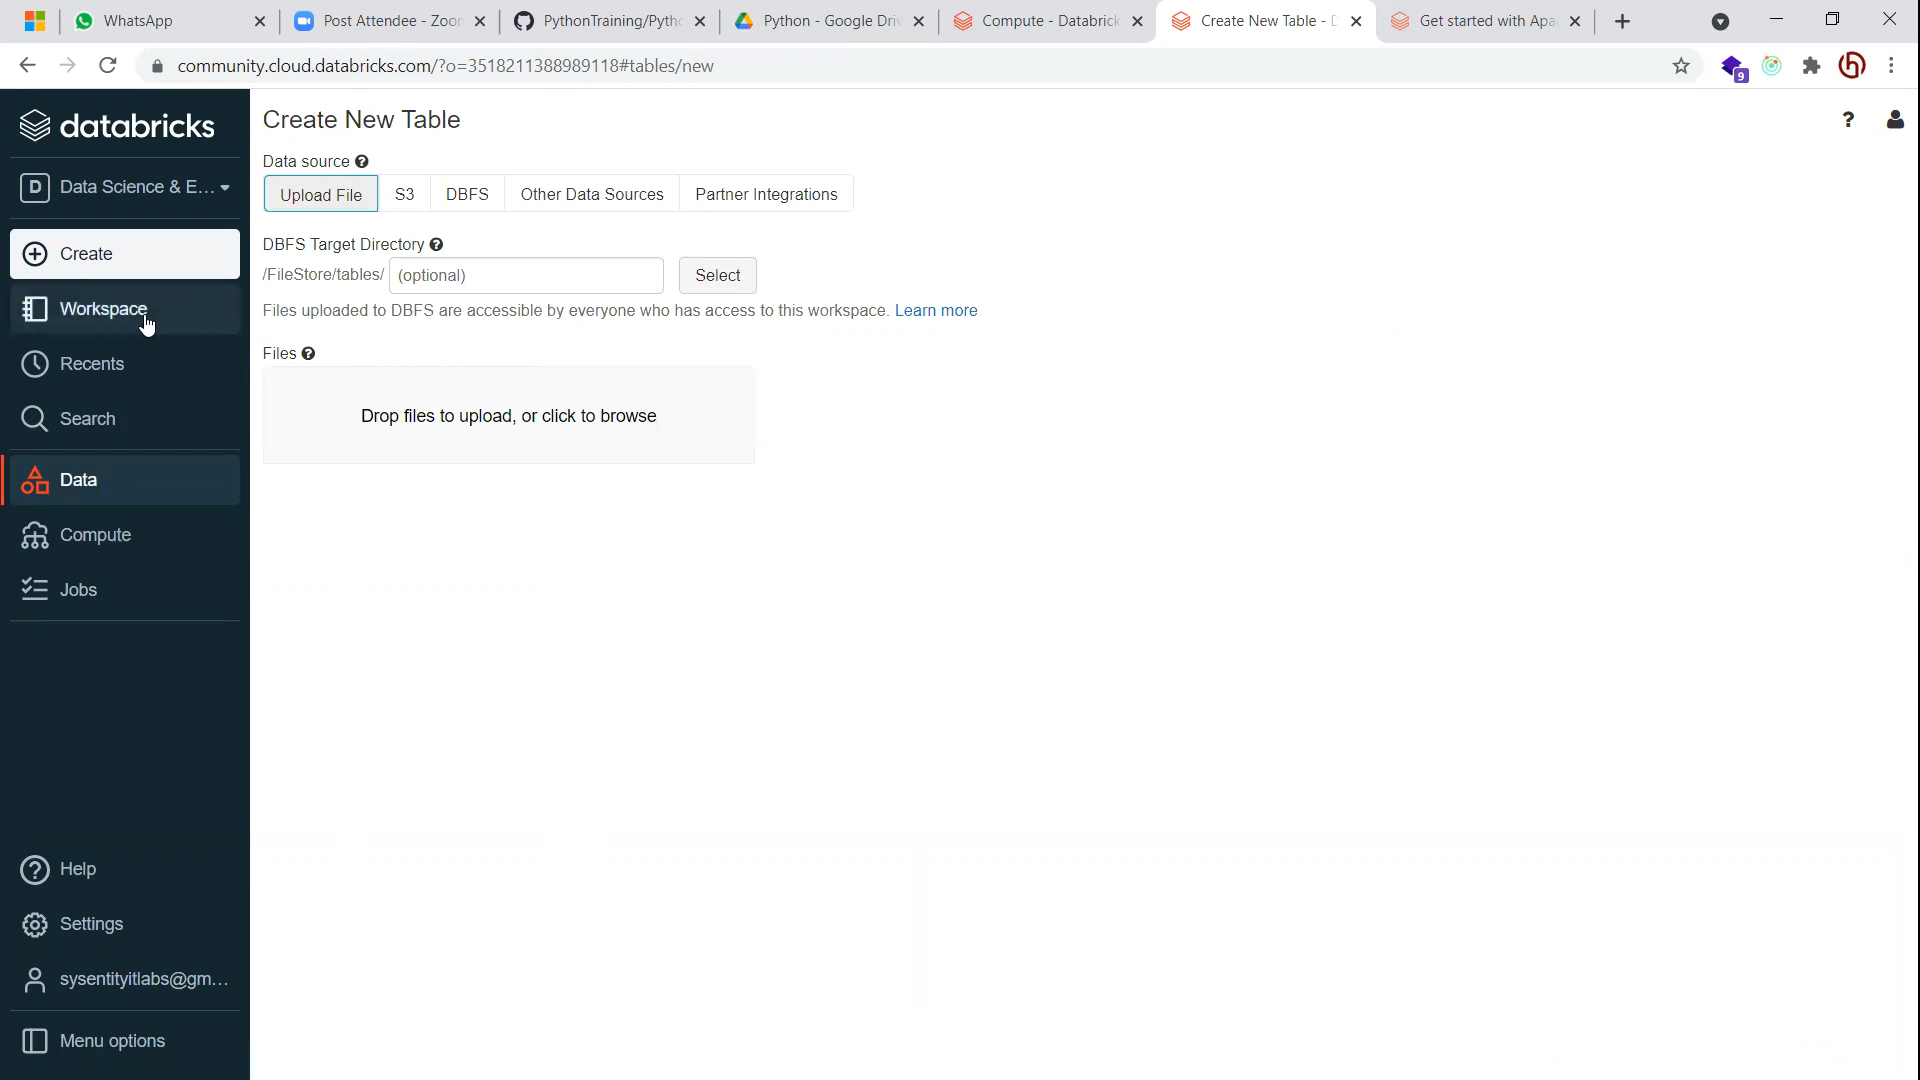 WhatsApp
Post Attendee - Zoor
PythonTraining/Pytho
Python - Google Driv
Compute - Databrick
Create New Table - D
Get started with Apa
community.cloud.databricks.com/?o=3518211388989118#tables/new
9
databricks
D Data Science & E...
Create
Workspace
Recents
Search
Data
Compute
Jobs
Help
Settings
sysentityitlabs@gm...
Menu options
Create New Table
?
Data source ?
Upload File S3 DBFS Other Data Sources Partner Integrations
DBFS Target Directory ?
/FileStore/tables/ (optional) Select
Files uploaded to DBFS are accessible by everyone who has access to this workspace. Learn more
Files ?
Drop files to upload, or click to browse